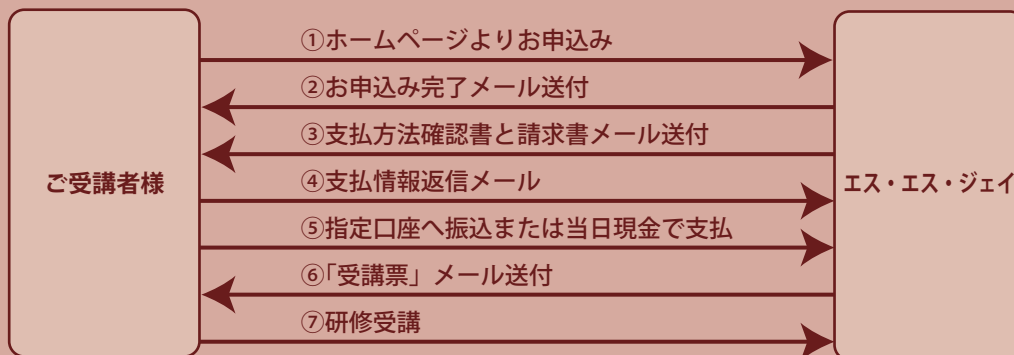 ①ホームページよりお申込み
②お申込み完了メール送付
③支払方法確認書と請求書メール送付
ご受講者様
④支払情報返信メール
エス・エス・ジェイ
⑤指定口座へ振込または当日現金で支払
⑥「受講票」メール送付
⑦研修受講